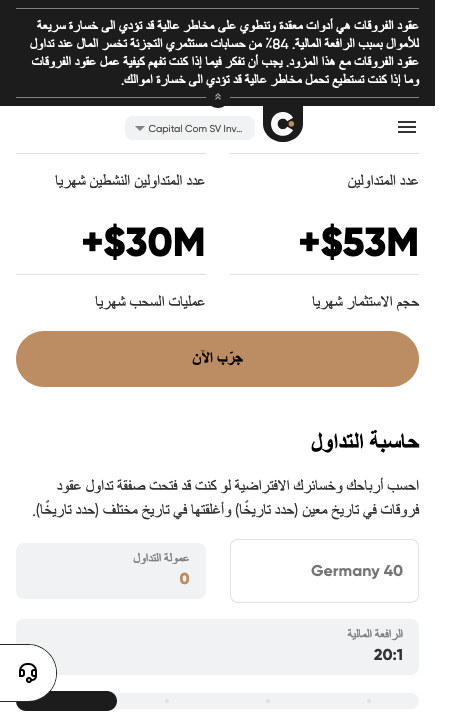 عقود الفروقات هي أدوات معقدة وتنطوي على مخاطر عالية قد تؤدي الى خسارة سريعة
للأموال بسبب الرافعة المالية. 84٪ من حسابات مستثمري التجزئة تخسر المال عند تداول
عقود الفروقات مع هذا المزود. يجب أن تفكر فيما إذا كنت تفهم كيفية عمل عقود الفروقات
وما إذا كنت تستطيع تحمل مخاطر عالية قد تؤدي الى خسارة اموالك.
Capital Com SV Inv...
عدد المتداولين
عدد المتداولين النشطين شهريا
$53M+
$30M+
حجم الاستثمار شهريا
عمليات السحب شهريا
جرّب الآن
حاسبة التداول
احسب أرباحك وخسائرك الافتراضية لو كنت قد فتحت صفقة تداول عقود
فروقات في تاريخ معين (حدد تاريخًا) وأغلقتها في تاريخ مختلف (حدد تاريخًا).
Germany 40
عمولة التداول
0
الرافعة المالية
20:1